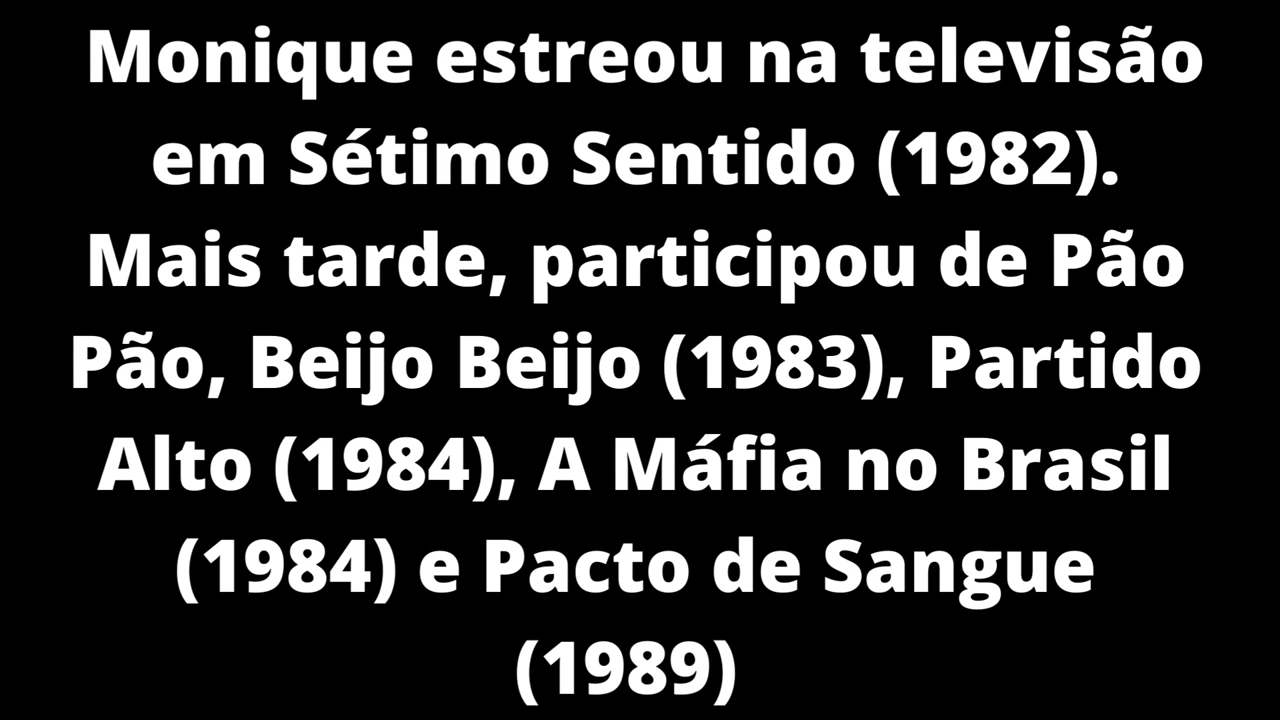 Monique estreou na televisão
em Sétimo Sentido (1982).
Mais tarde, participou de Pão
Pão, Beijo Beijo (1983), Partido
Alto (1984), A Máfia no Brasil
(1984) e Pacto de Sangue
(1989)